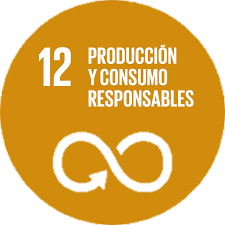 12 PRODUCCIÓN
Y CONSUMO
RESPONSABLES